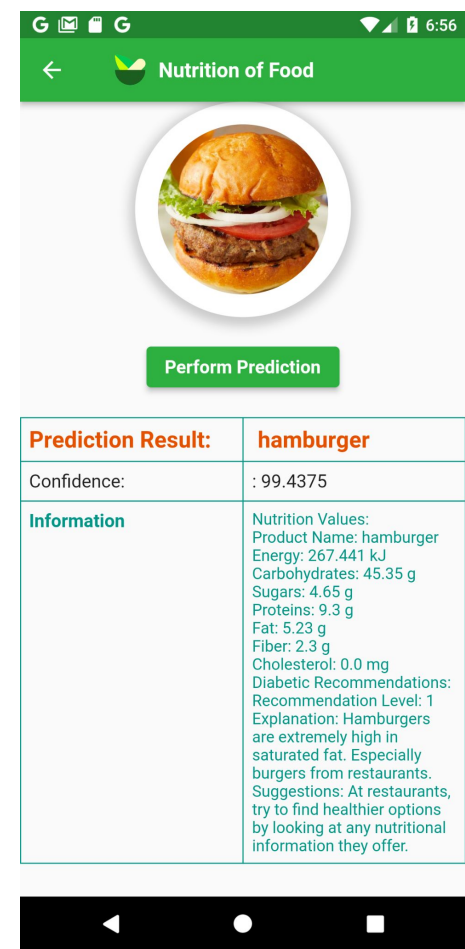 G G 6:56
Nutrition of Food
Perform Prediction
Prediction Result: hamburger
Confidence: : 99.4375
Information Nutrition Values:
Product Name: hamburger
Energy: 267.441 kJ
Carbohydrates: 45.35 g
Sugars: 4.65 g
Proteins: 9.3 g
Fat: 5.23 g
Fiber: 2.3 g
Cholesterol: 0.0 mg
Diabetic Recommendations:
Recommendation Level: 1
Explanation: Hamburgers
are extremely high in
saturated fat. Especially
burgers from restaurants.
Suggestions: At restaurants,
try to find healthier options
by looking at any nutritional
information they offer.